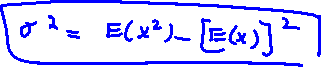 σ² = E(x²) - [E(x)]²